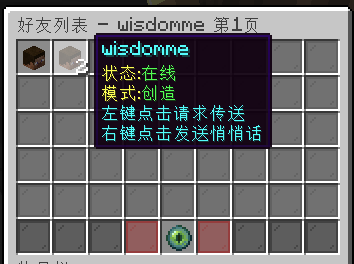 好友列表 - wisdomme 第1页
wisdomme
状态:在线
模式:创造
左键点击请求传送
右键点击发送悄悄话
2